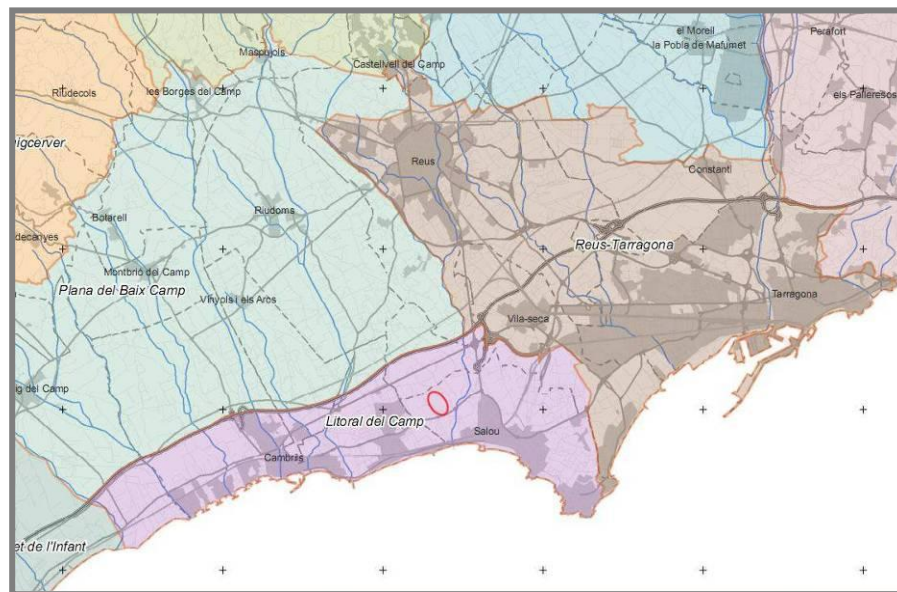 el Morell
Perafort
la Pobla de Mafumet
Maspujols
Castellvell del Camp
Riudecols
les Borges del Camp
els Pallaresos
Reus
Constantí
Riudoms
Botarell
Reus-Tarragona
Montbrió del Camp
Plana del Baix Camp
Vinyols i els Arcs
Tarragona
Vila-seca
ig del Camp
Litoral del Camp
Salou
Cambrils
et de l'Infant